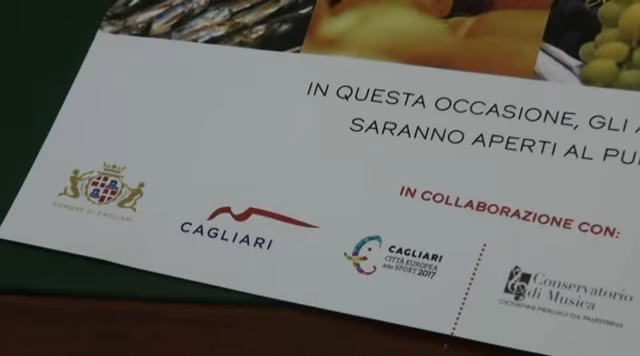 IN QUESTA OCCASIONE, GLI
SARANNO APERTI AL
IN COLLABORAZIONE CON:
COMUNE DI CAGLIARI
CAGLIARI
CAGLIARI
CITTÀ EUROPEA
dello SPORT 2017
Conservatorio
di Musica
GIOVANNI PIERLUIGI DA PALESTRINA